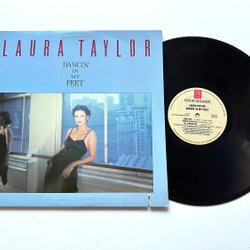 LAURA TAYLOR
DANCIN'
IN
MY
FEET
GOOD SOUNDS